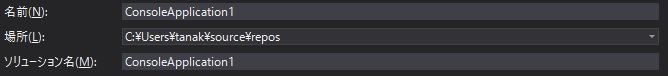 名前(N): ConsoleApplication1
場所(L): C:¥Users¥tanak¥source¥repos
ソリューション名(M): ConsoleApplication1